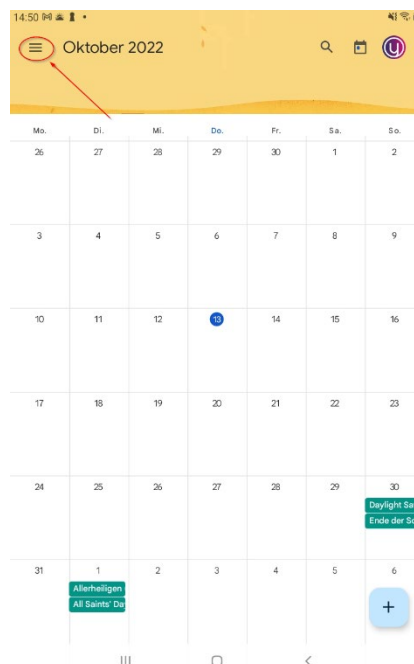 14:50
Oktober 2022
Mo. Di. Mi. Do. Fr. Sa. So.
26 27 28 29 30 1 2
3 4 5 6 7 8 9
10 11 12 13 14 15 16
17 18 19 20 21 22 23
24 25 26 27 28 29 30
Daylight Sa
Ende der So
31 1 2 3 4 5 6
Allerheiligen
All Saints' Da
+